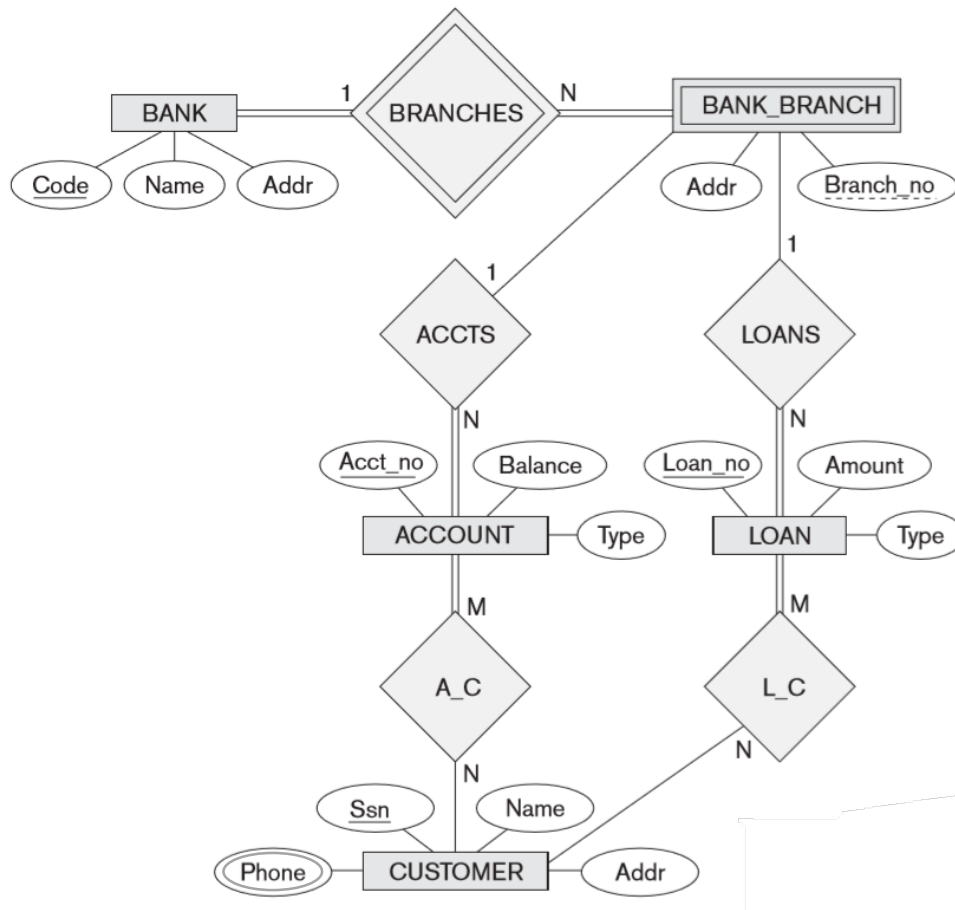 1 BRANCHES N
BANK BANK_BRANCH
Code Name Addr Addr Branch_no
1 1
ACCTS LOANS
N N
Acct_no Balance Loan_no Amount
ACCOUNT Type LOAN Type
M M
A_C L_C
N N
Ssn Name
Phone CUSTOMER Addr